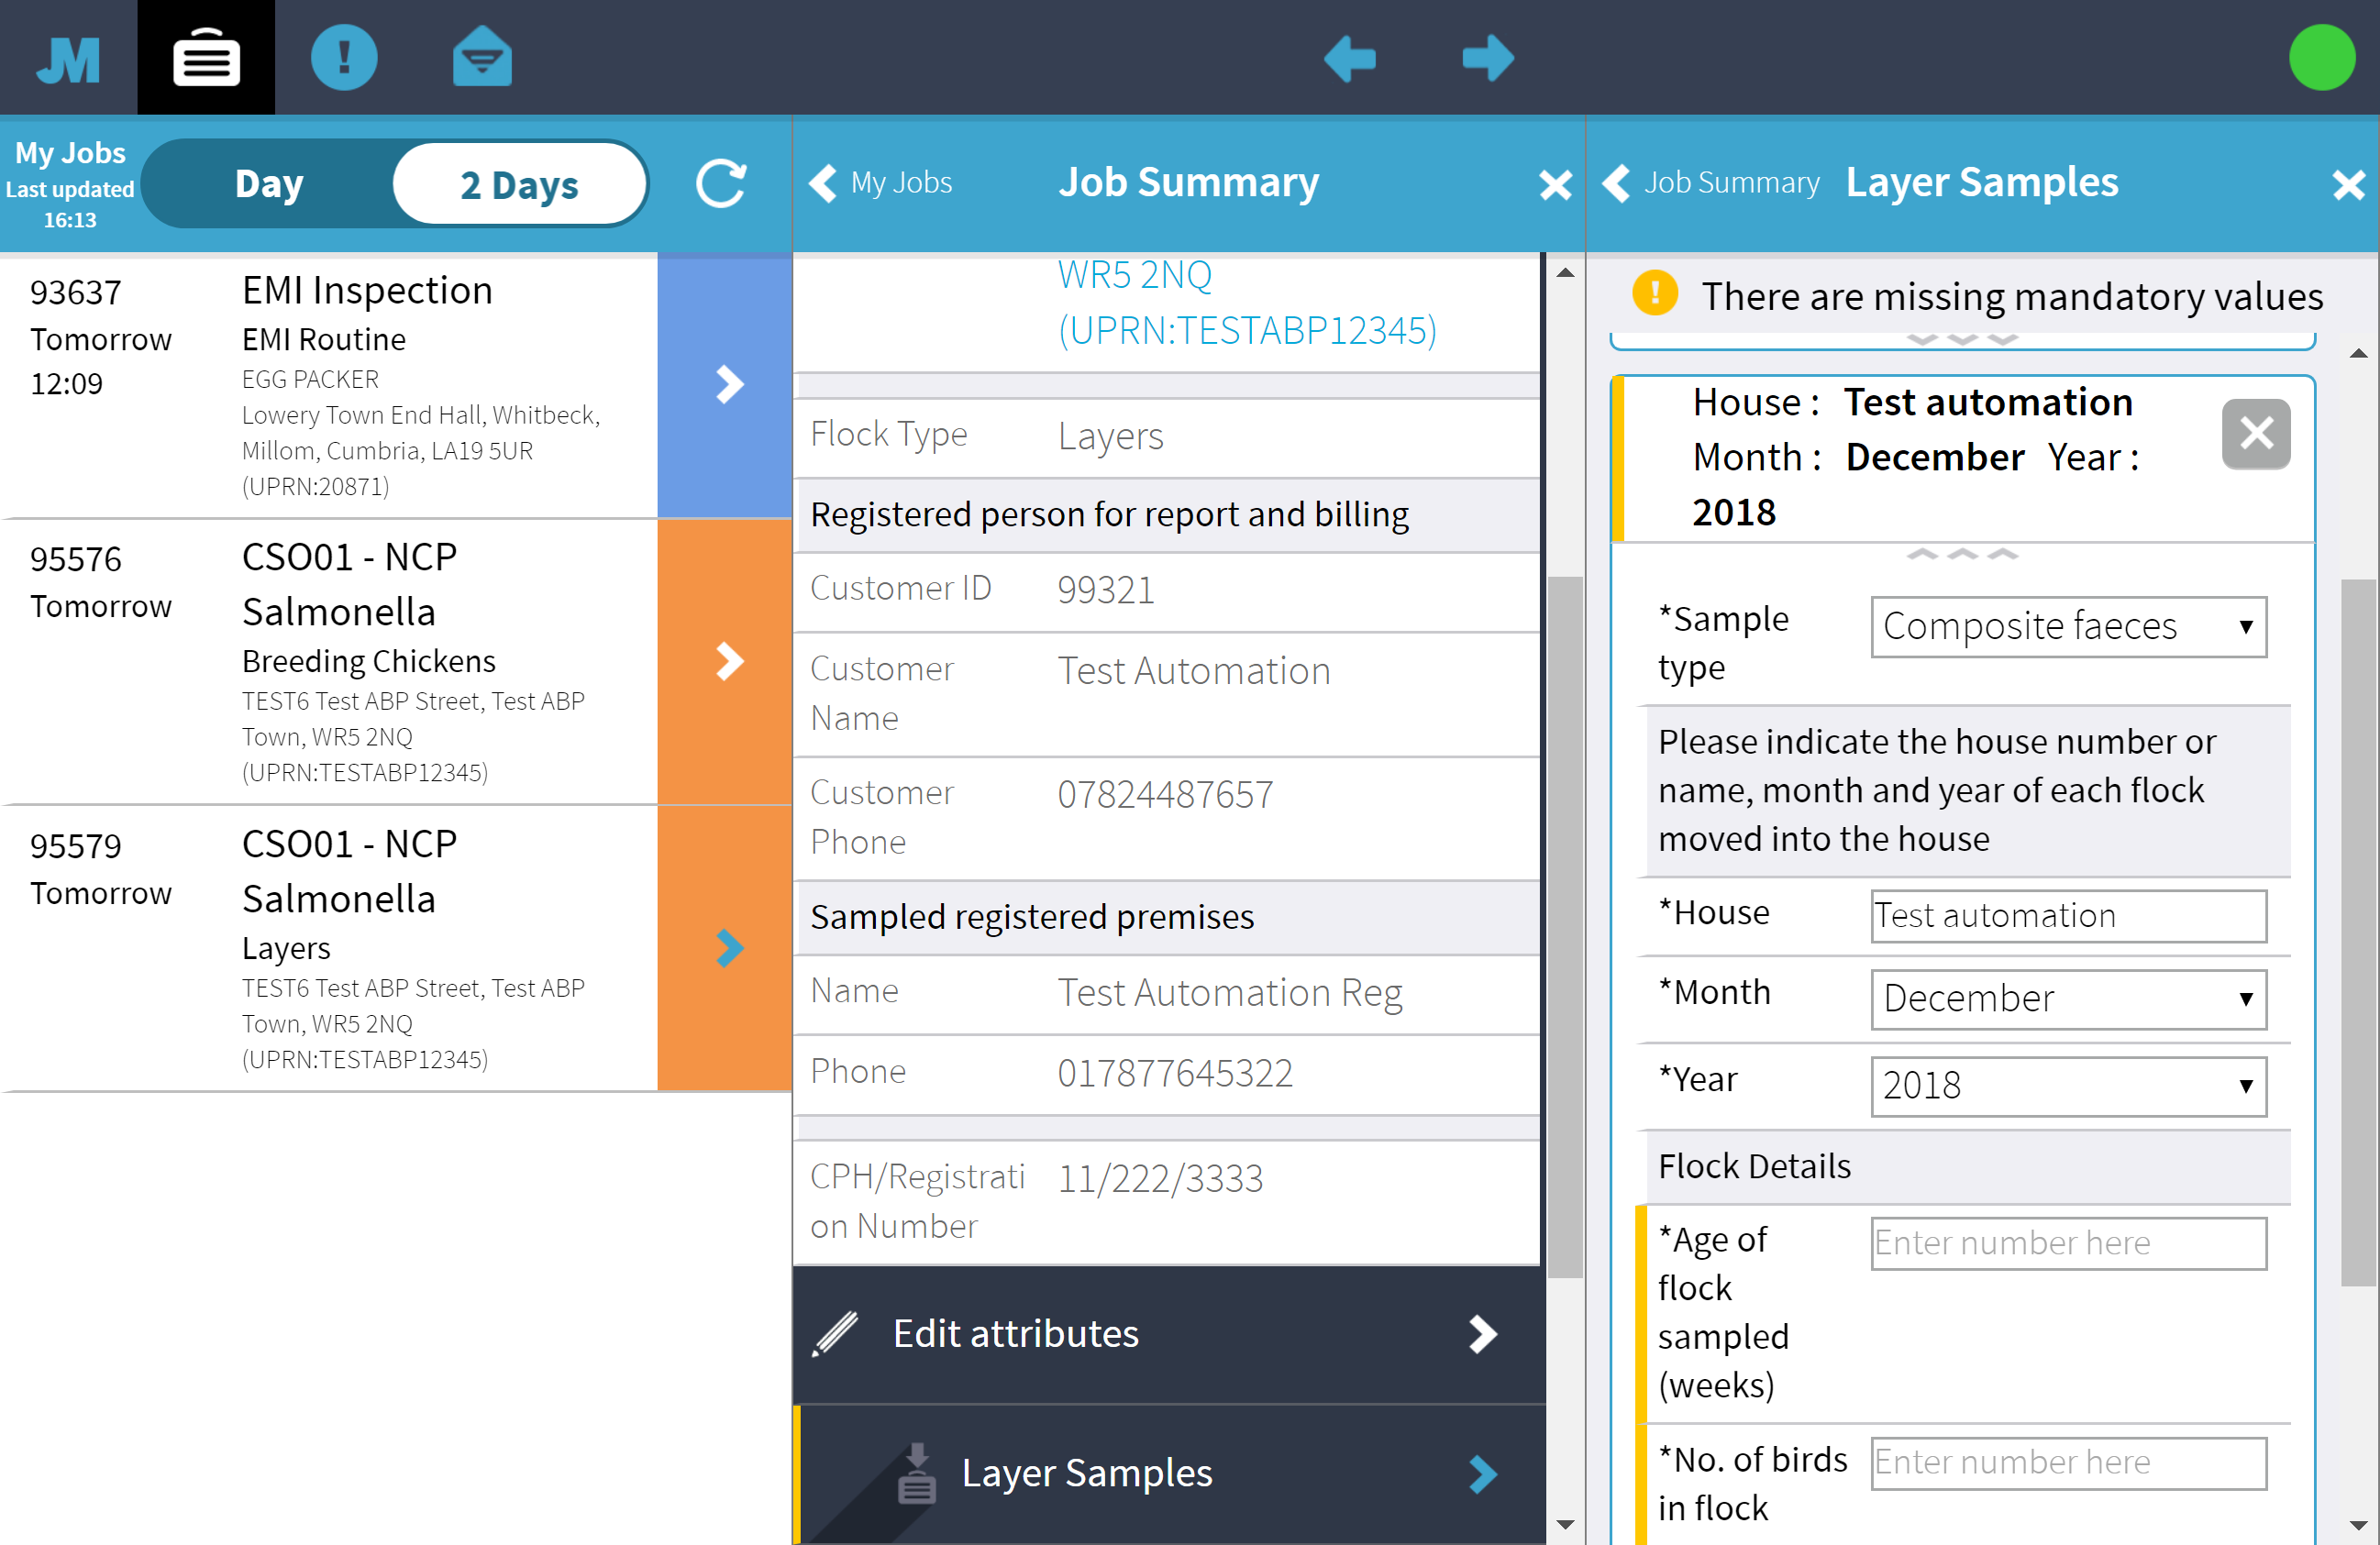 JM
My Jobs
Last updated
16:13
Day
2 Days
My Jobs
Job Summary
Job Summary
Layer Samples
93637
Tomorrow
12:09
EMI Inspection
EMI Routine
EGG PACKER
Lowery Town End Hall, Whitbeck,
Millom, Cumbria, LA19 5UR
(UPRN:20871)
95576
Tomorrow
CSO01 - NCP
Salmonella
Breeding Chickens
TEST6 Test ABP Street, Test ABP
Town, WR5 2NQ
(UPRN:TESTABP12345)
95579
Tomorrow
CSO01 - NCP
Salmonella
Layers
TEST6 Test ABP Street, Test ABP
Town, WR5 2NQ
(UPRN:TESTABP12345)
WR5 2NQ
(UPRN:TESTABP12345)
Flock Type
Layers
Registered person for report and billing
Customer ID
99321
Customer
Name
Test Automation
Customer
Phone
07824487657
Sampled registered premises
Name
Test Automation Reg
Phone
017877645322
CPH/Registrati
on Number
11/222/3333
Edit attributes
Layer Samples
There are missing mandatory values
House : Test automation
Month : December Year :
2018
*Sample
type
Composite faeces
Please indicate the house number or
name, month and year of each flock
moved into the house
*House
Test automation
*Month
December
*Year
2018
Flock Details
*Age of
flock
sampled
(weeks)
Enter number here
*No. of birds
in flock
Enter number here